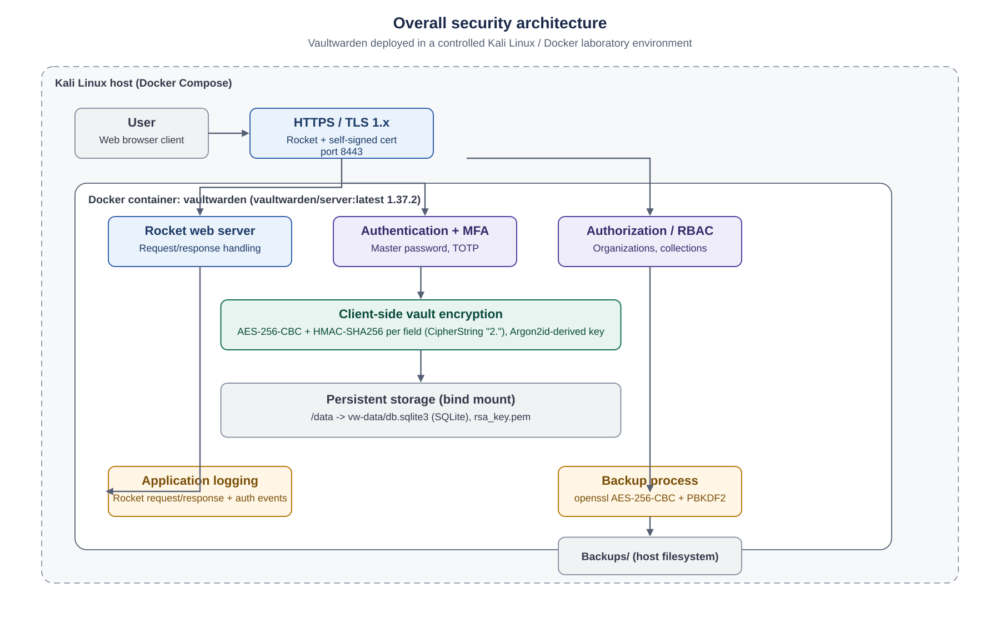 Overall security architecture
Vaultwarden deployed in a controlled Kali Linux / Docker laboratory environment
Kali Linux host (Docker Compose)
User
Web browser client
HTTPS / TLS 1.x
Rocket + self-signed cert
port 8443
Docker container: vaultwarden (vaultwarden/server:latest 1.37.2)
Rocket web server
Request/response handling
Authentication + MFA
Master password, TOTP
Authorization / RBAC
Organizations, collections
Client-side vault encryption
AES-256-CBC + HMAC-SHA256 per field (CipherString "2."), Argon2id-derived key
Persistent storage (bind mount)
/data -> vw-data/db.sqlite3 (SQLite), rsa_key.pem
Application logging
Rocket request/response + auth events
Backup process
openssl AES-256-CBC + PBKDF2
Backups/ (host filesystem)